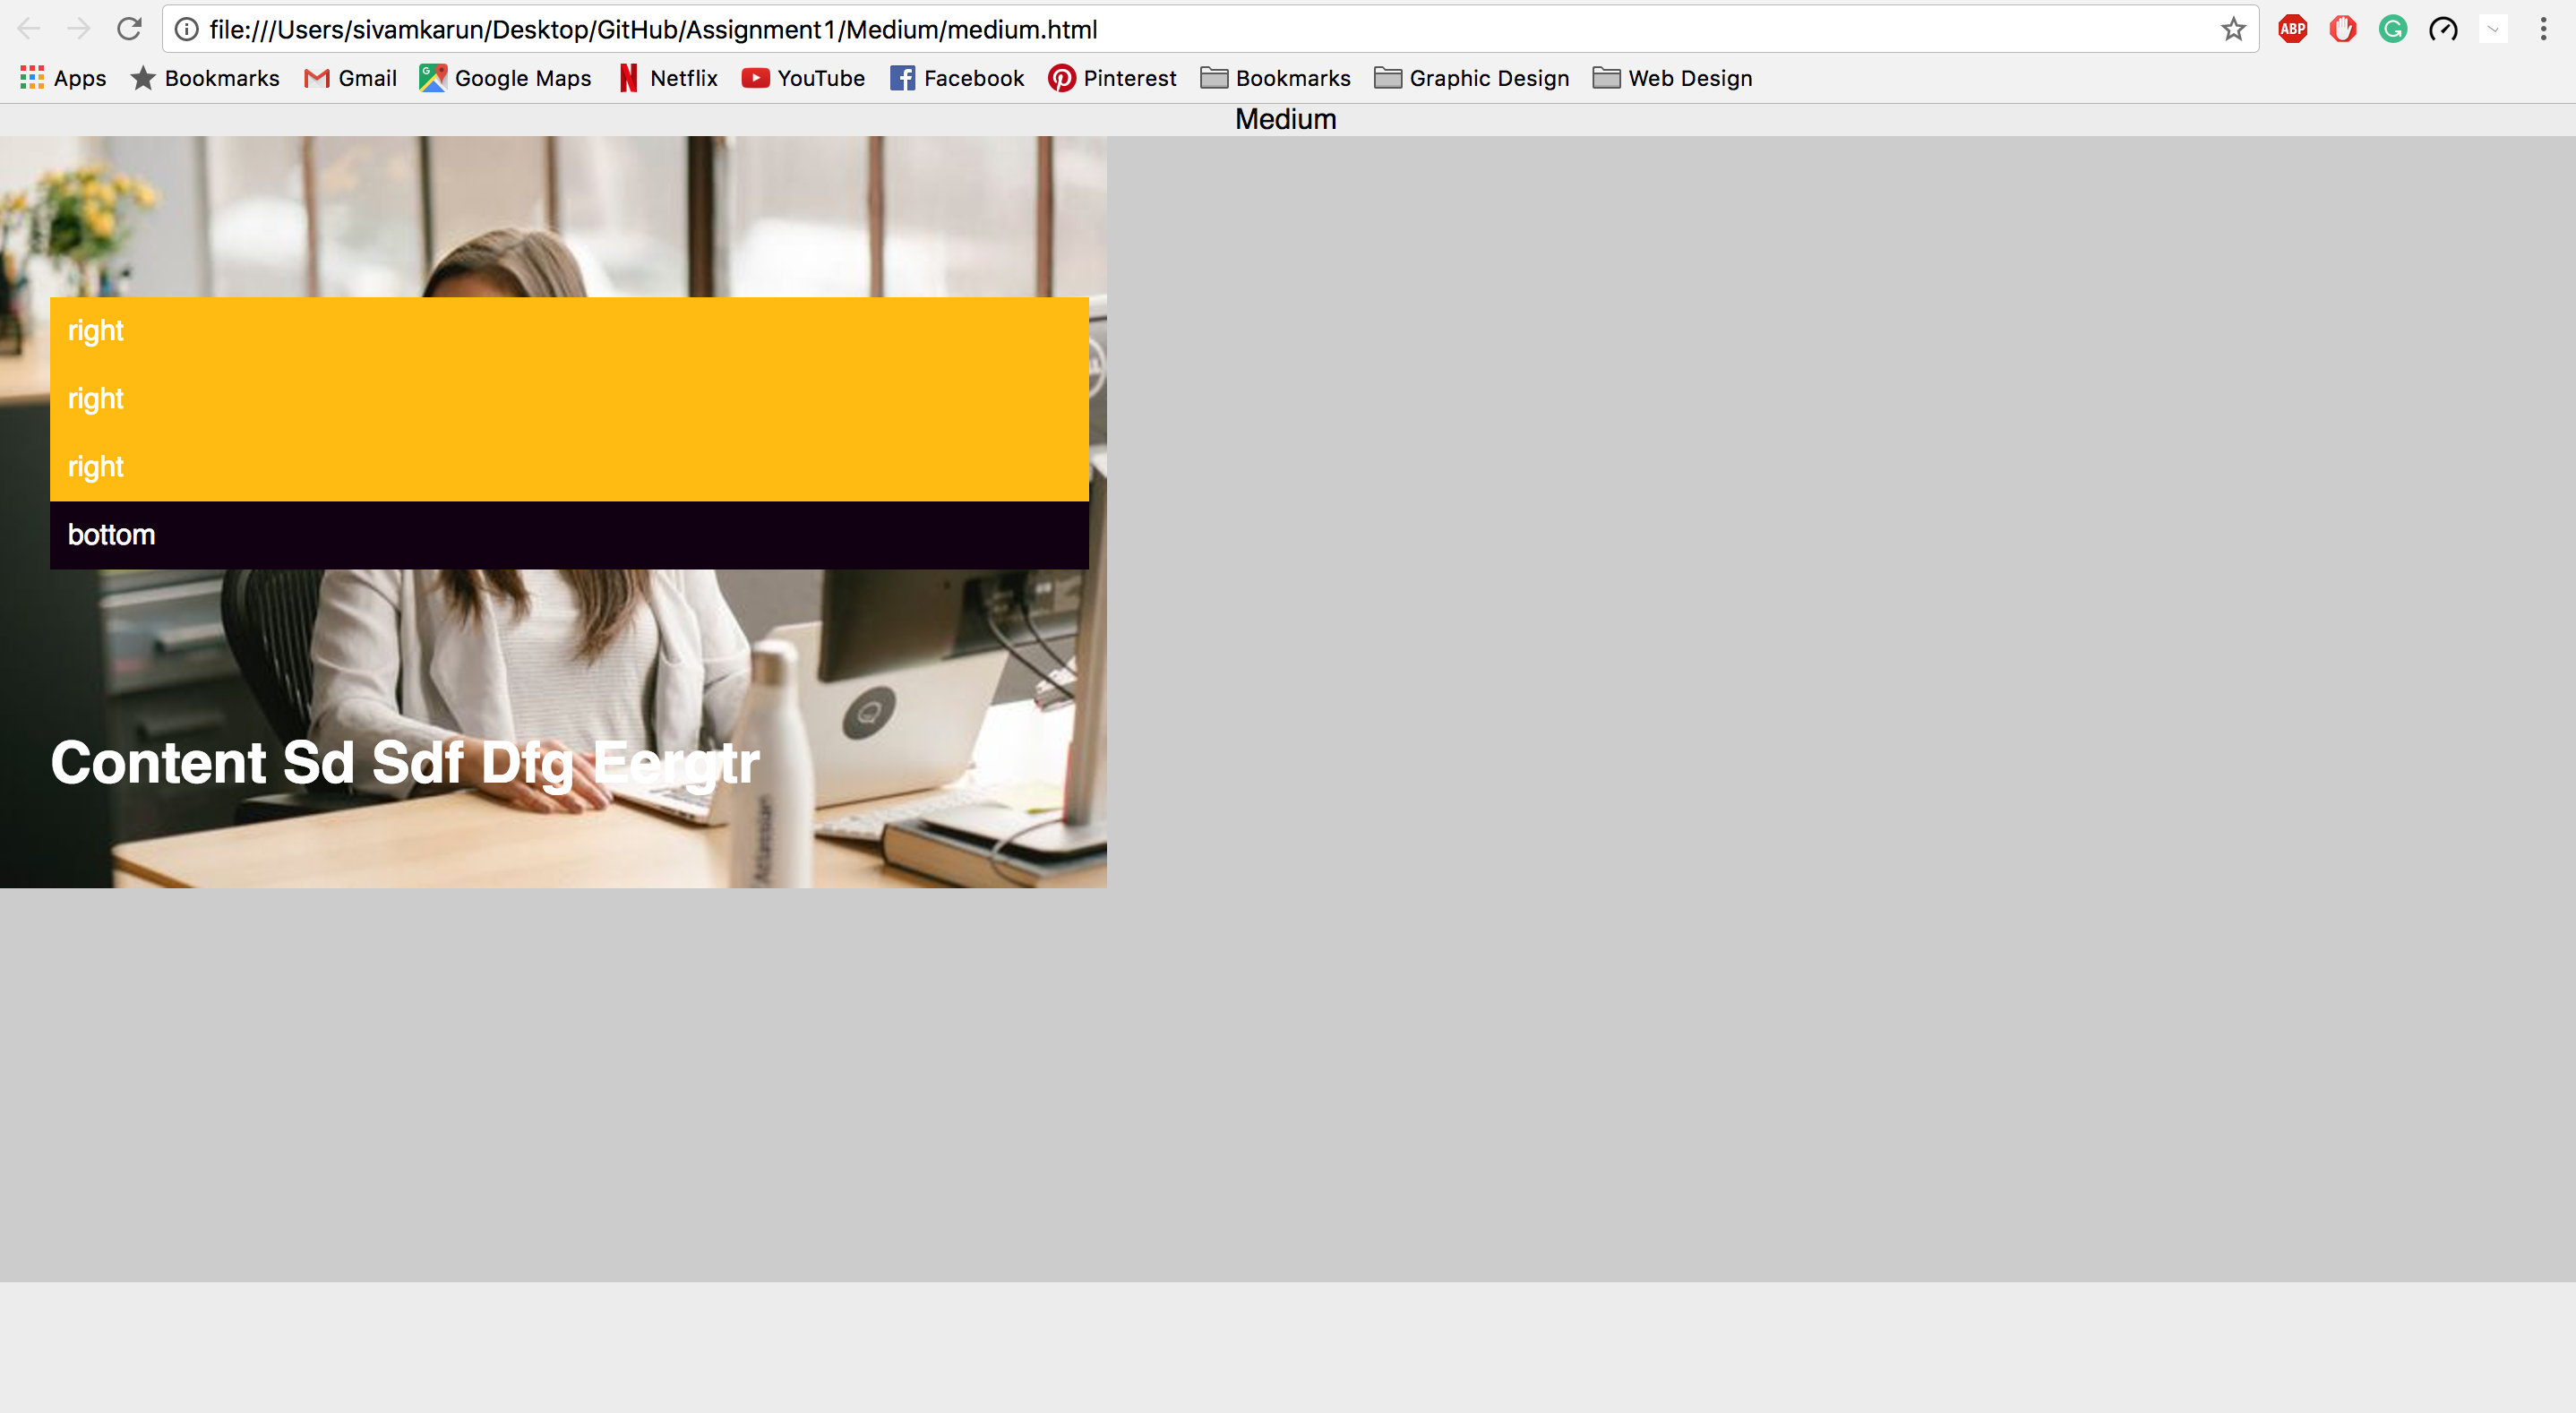 file:///Users/sivamkarun/Desktop/GitHub/Assignment1/Medium/medium.html
ABP
Apps Bookmarks Gmail Google Maps Netflix YouTube Facebook Pinterest Bookmarks Graphic Design Web Design
Medium
right
right
right
bottom
Content Sd Sdf Dfg Eergtr
Atlassian